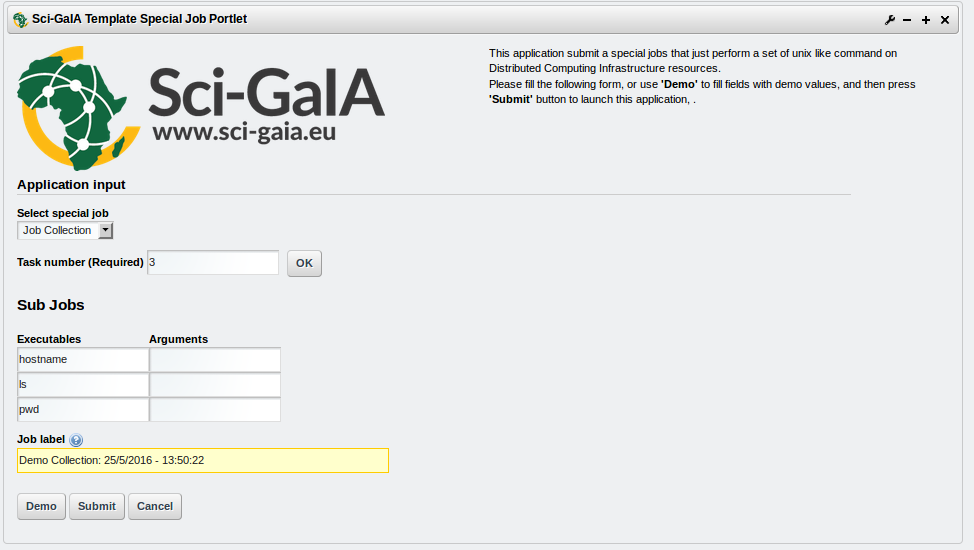 Sci-GaIA Template Special Job Portlet
Sci-GaIA
www.sci-gaia.eu
This application submit a special jobs that just perform a set of unix like command on
Distributed Computing Infrastructure resources.
Please fill the following form, or use 'Demo' to fill fields with demo values, and then press
'Submit' button to launch this application, .
Application input
Select special job
Job Collection
Task number (Required) 3 OK
Sub Jobs
Executables Arguments
hostname
ls
pwd
Job label ?
Demo Collection: 25/5/2016 - 13:50:22
Demo Submit Cancel